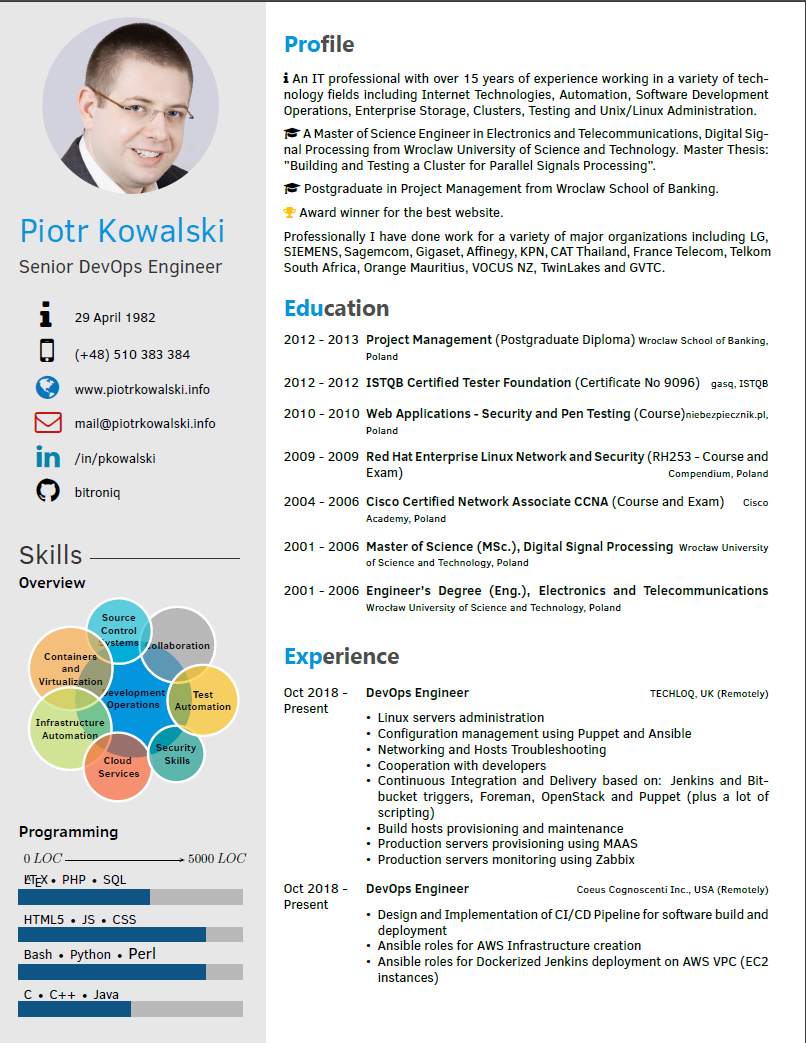 Piotr Kowalski
Senior DevOps Engineer
29 April 1982
(+48) 510 383 384
www.piotrkowalski.info
mail@piotrkowalski.info
/in/pkowalski
bitroniq
Skills
Overview
Source
Control
Systems
Collaboration
Containers
and
Virtualization
Development
Operations
Test
Automation
Infrastructure
Automation
Security
Skills
Cloud
Services
Programming
0 LOC 5000 LOC
LATEX • PHP • SQL
HTML5 • JS • CSS
Bash • Python • Perl
C • C++ • Java
Profile
An IT professional with over 15 years of experience working in a variety of tech-
nology fields including Internet Technologies, Automation, Software Development
Operations, Enterprise Storage, Clusters, Testing and Unix/Linux Administration.
A Master of Science Engineer in Electronics and Telecommunications, Digital Sig-
nal Processing from Wroclaw University of Science and Technology. Master Thesis:
"Building and Testing a Cluster for Parallel Signals Processing".
Postgraduate in Project Management from Wroclaw School of Banking.
Award winner for the best website.
Professionally I have done work for a variety of major organizations including LG,
SIEMENS, Sagemcom, Gigaset, Affinegy, KPN, CAT Thailand, France Telecom, Telkom
South Africa, Orange Mauritius, VOCUS NZ, TwinLakes and GVTC.
Education
2012 - 2013 Project Management (Postgraduate Diploma) Wroclaw School of Banking,
Poland
2012 - 2012 ISTQB Certified Tester Foundation (Certificate No 9096) gasq, ISTQB
2010 - 2010 Web Applications - Security and Pen Testing (Course)niebezpiecznik.pl,
Poland
2009 - 2009 Red Hat Enterprise Linux Network and Security (RH253 - Course and
Exam) Compendium, Poland
2004 - 2006 Cisco Certified Network Associate CCNA (Course and Exam) Cisco
Academy, Poland
2001 - 2006 Master of Science (MSc.), Digital Signal Processing Wrocław University
of Science and Technology, Poland
2001 - 2006 Engineer's Degree (Eng.), Electronics and Telecommunications
Wrocław University of Science and Technology, Poland
Experience
Oct 2018 - DevOps Engineer TECHLOQ, UK (Remotely)
Present
• Linux servers administration
• Configuration management using Puppet and Ansible
• Networking and Hosts Troubleshooting
• Cooperation with developers
• Continuous Integration and Delivery based on: Jenkins and Bit-
bucket triggers, Foreman, OpenStack and Puppet (plus a lot of
scripting)
• Build hosts provisioning and maintenance
• Production servers provisioning using MAAS
• Production servers monitoring using Zabbix
Oct 2018 - DevOps Engineer Coeus Cognoscenti Inc., USA (Remotely)
Present
• Design and Implementation of CI/CD Pipeline for software build and
deployment
• Ansible roles for AWS Infrastructure creation
• Ansible roles for Dockerized Jenkins deployment on AWS VPC (EC2
instances)